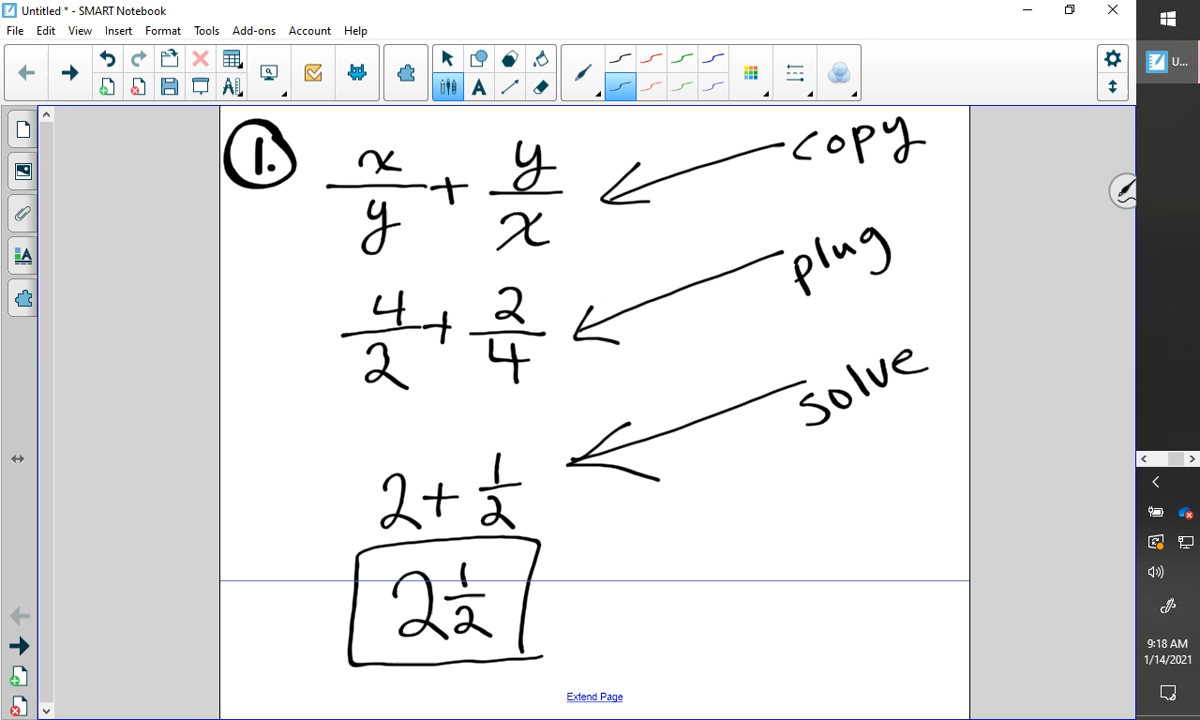 Untitled * - SMART Notebook
File Edit View Insert Format Tools Add-ons Account Help
U...
1.
x/y + y/x
copy
4/2 + 2/4
plug
2 + 1/2
solve
2 1/2
Extend Page
9:18 AM
1/14/2021